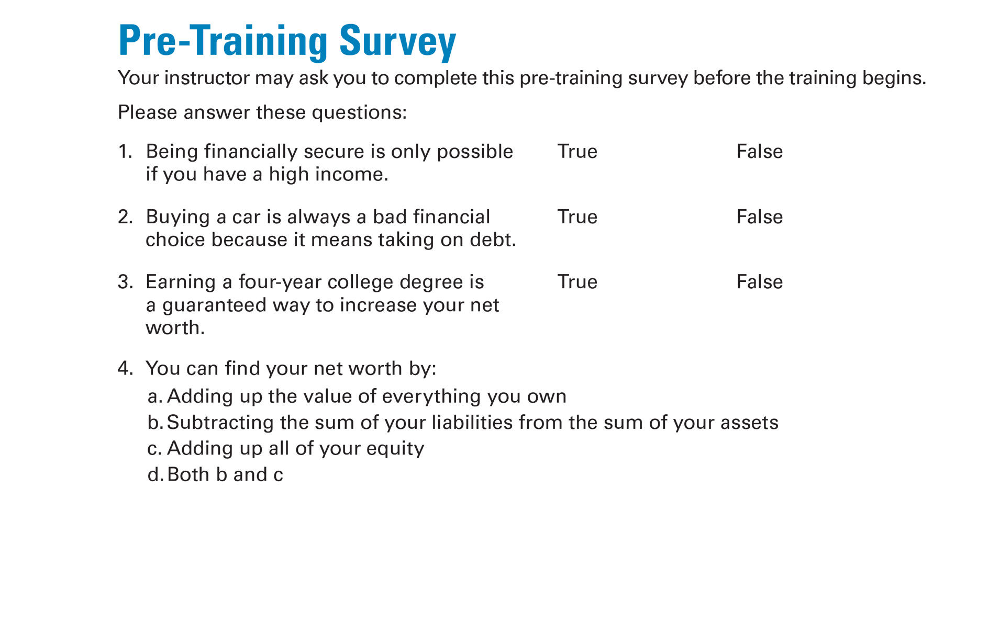 Pre-Training Survey
Your instructor may ask you to complete this pre-training survey before the training begins.
Please answer these questions:
1. Being financially secure is only possible True False
if you have a high income.
2. Buying a car is always a bad financial True False
choice because it means taking on debt.
3. Earning a four-year college degree is True False
a guaranteed way to increase your net
worth.
4. You can find your net worth by:
a. Adding up the value of everything you own
b. Subtracting the sum of your liabilities from the sum of your assets
c. Adding up all of your equity
d. Both b and c